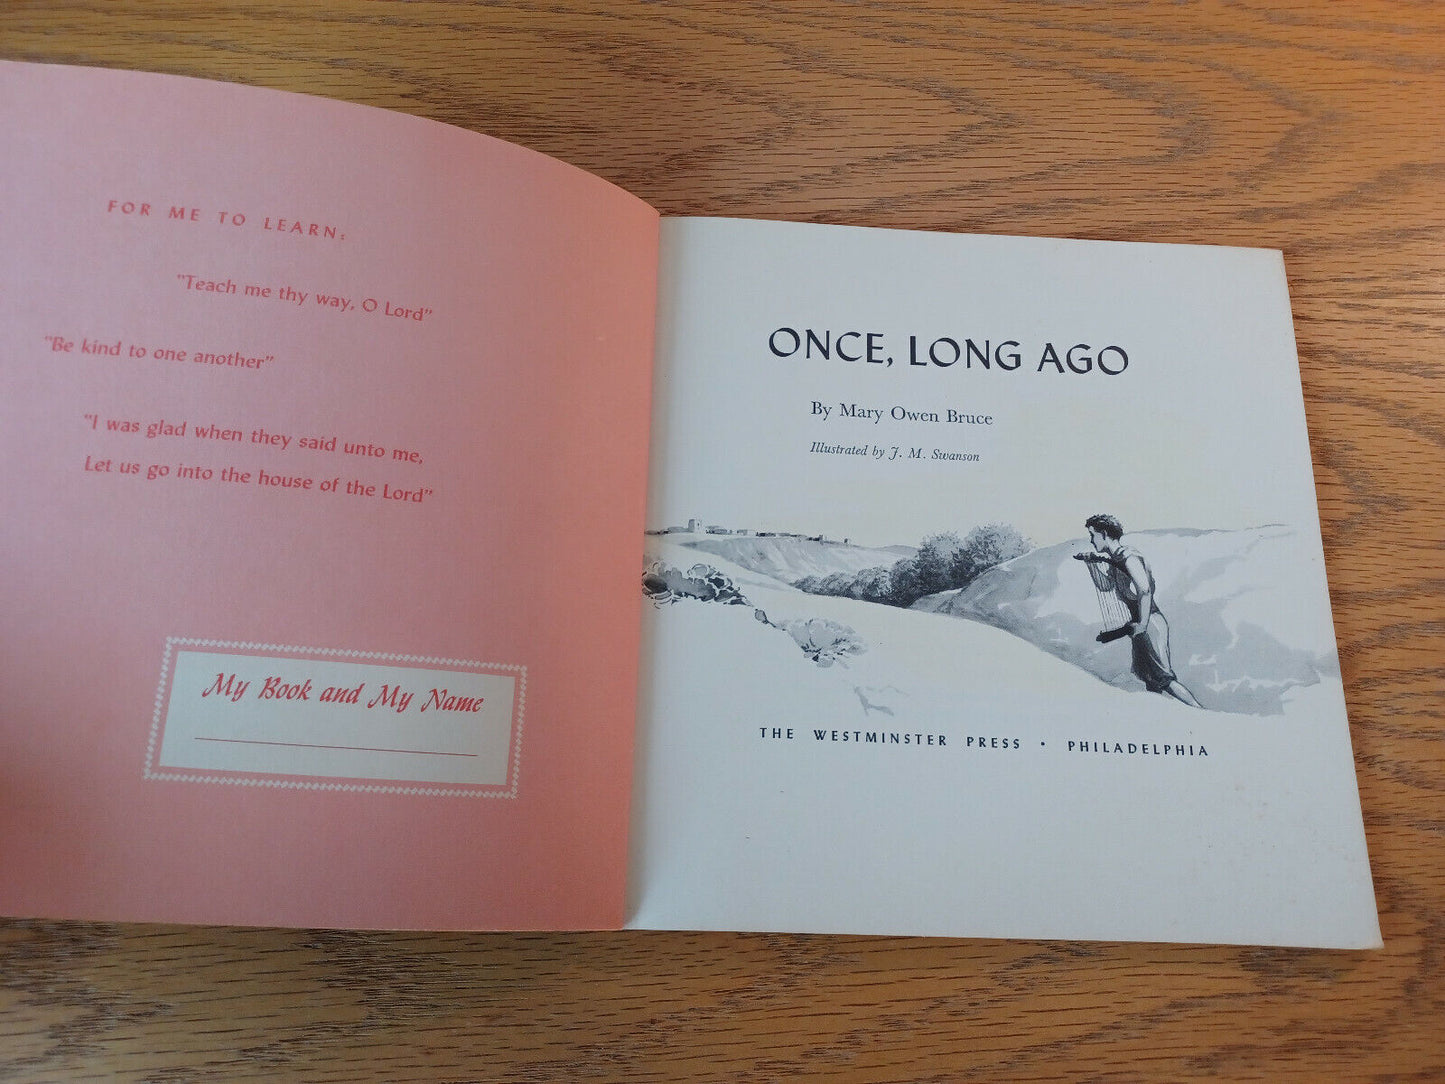 FOR ME TO LEARN:
"Teach me thy way, O Lord"
"Be kind to one another"
"I was glad when they said unto me,
Let us go into the house of the Lord"
My Book and My Name
ONCE, LONG AGO
By Mary Owen Bruce
Illustrated by J. M. Swanson
THE WESTMINSTER PRESS • PHILADELPHIA